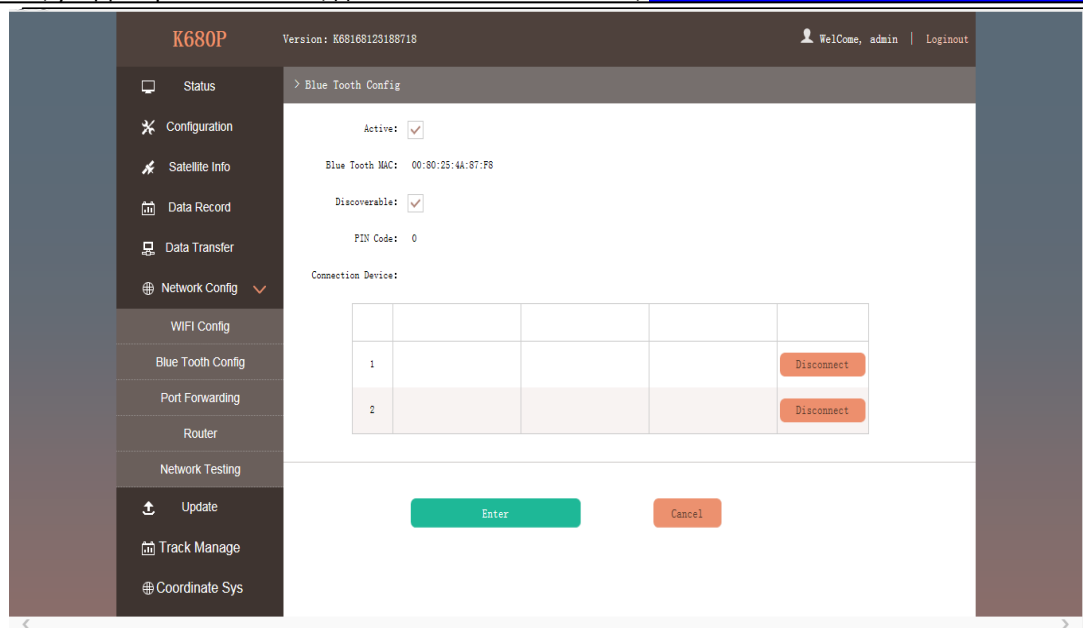 K680P
Version: K68168123188718
WelCome, admin | Loginout
Status
Configuration
Satellite Info
Data Record
Data Transfer
Network Config
WIFI Config
Blue Tooth Config
Port Forwarding
Router
Network Testing
Update
Track Manage
Coordinate Sys
> Blue Tooth Config
Active:
Blue Tooth MAC: 00:80:25:4A:87:F8
Discoverable:
PIN Code: 0
Connection Device:
1 Disconnect
2 Disconnect
Enter Cancel